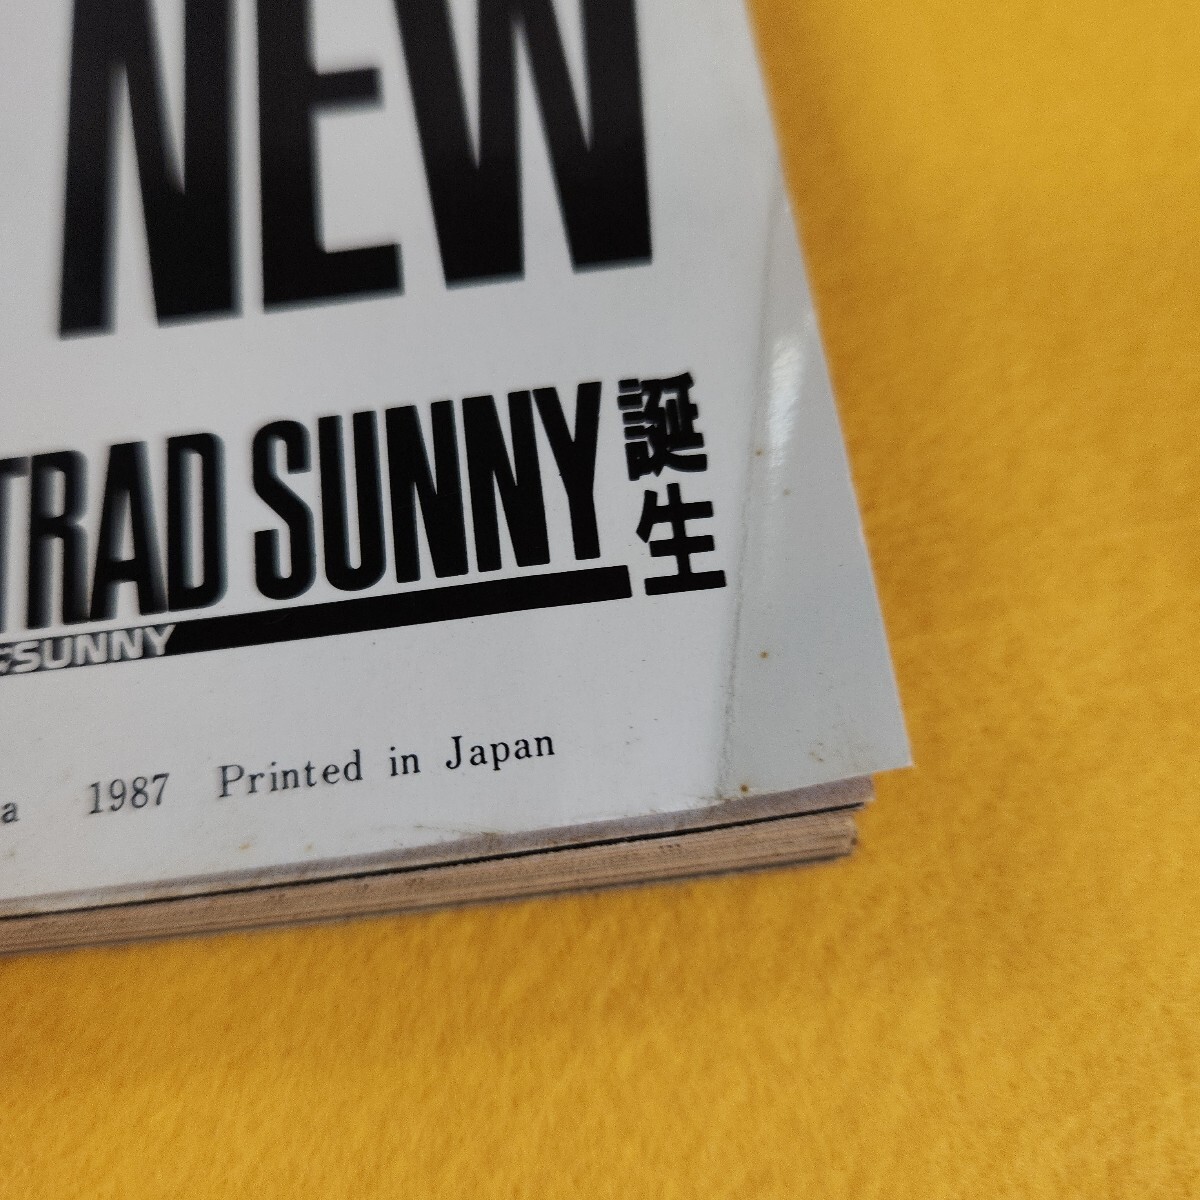 NEW
TRAD SUNNY 誕生
SUNNY
a 1987 Printed in Japan